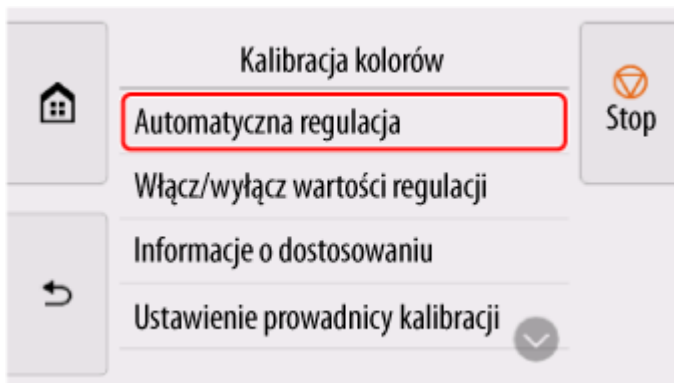 Kalibracja kolorów
Automatyczna regulacja
Stop
Włącz/wyłącz wartości regulacji
Informacje o dostosowaniu
Ustawienie prowadnicy kalibracji